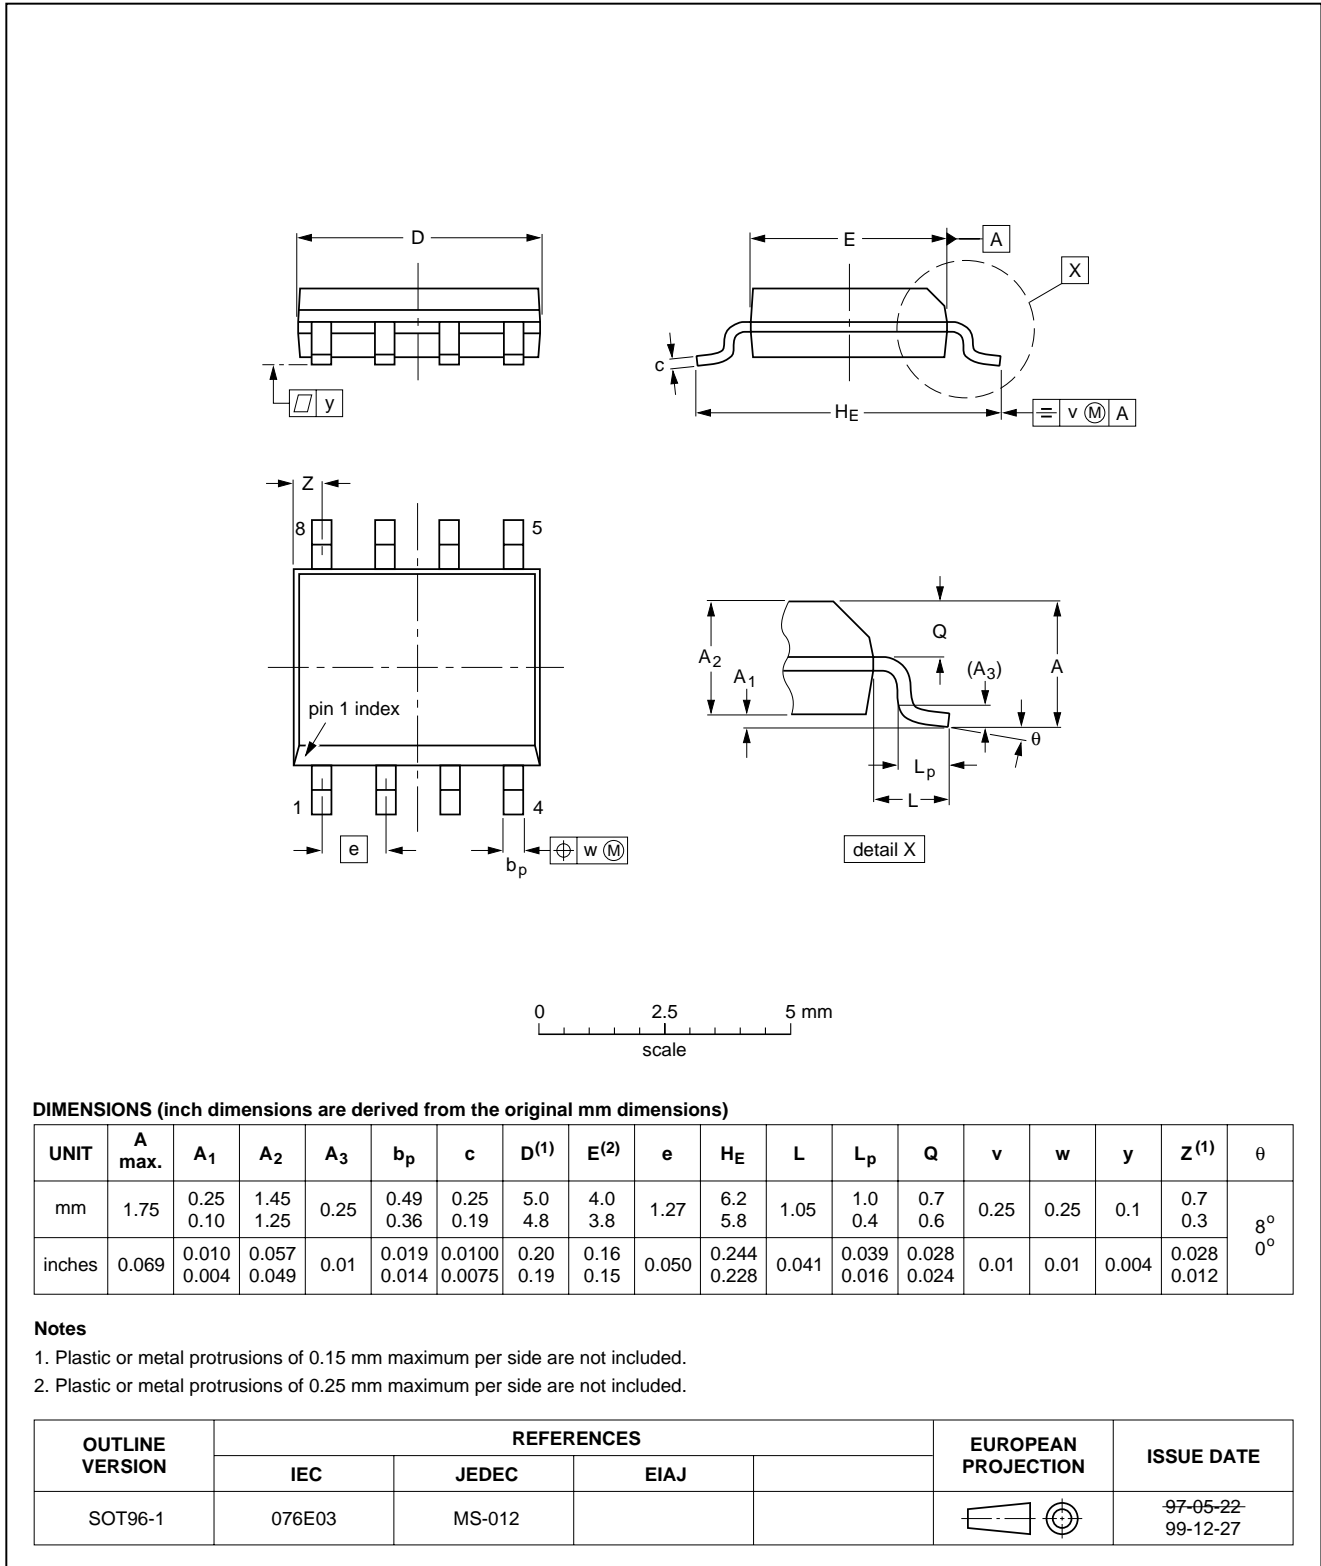 D
E
A
X
c
y
HE
v M A
Z
8
5
pin 1 index
1
4
e
bp
w M
A2
A1
Q
(A3)
A
θ
Lp
L
detail X
0 2.5 5 mm
scale
DIMENSIONS (inch dimensions are derived from the original mm dimensions)
UNIT A max. A1 A2 A3 bp c D(1) E(2) e HE L Lp Q v w y Z(1) θ
mm 1.75 0.25 0.10 1.45 1.25 0.25 0.49 0.36 0.25 0.19 5.0 4.8 4.0 3.8 1.27 6.2 5.8 1.05 1.0 0.4 0.7 0.6 0.25 0.25 0.1 0.7 0.3 8° 0°
inches 0.069 0.010 0.004 0.057 0.049 0.01 0.019 0.014 0.0100 0.0075 0.20 0.19 0.16 0.15 0.050 0.244 0.228 0.041 0.039 0.016 0.028 0.024 0.01 0.01 0.004 0.028 0.012
Notes
1. Plastic or metal protrusions of 0.15 mm maximum per side are not included.
2. Plastic or metal protrusions of 0.25 mm maximum per side are not included.
OUTLINE VERSION REFERENCES EUROPEAN PROJECTION ISSUE DATE
IEC JEDEC EIAJ
SOT96-1 076E03 MS-012 97-05-22
99-12-27